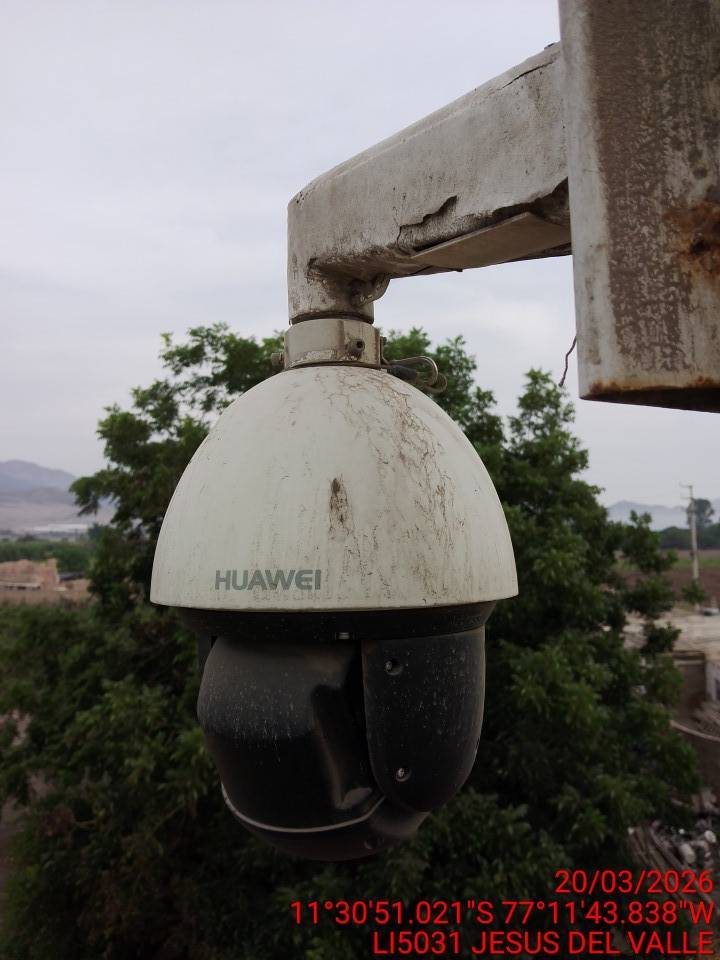 HUAWEI
20/03/2026
11°30'51.021"S 77°11'43.838"W
LI5031 JESUS DEL VALLE